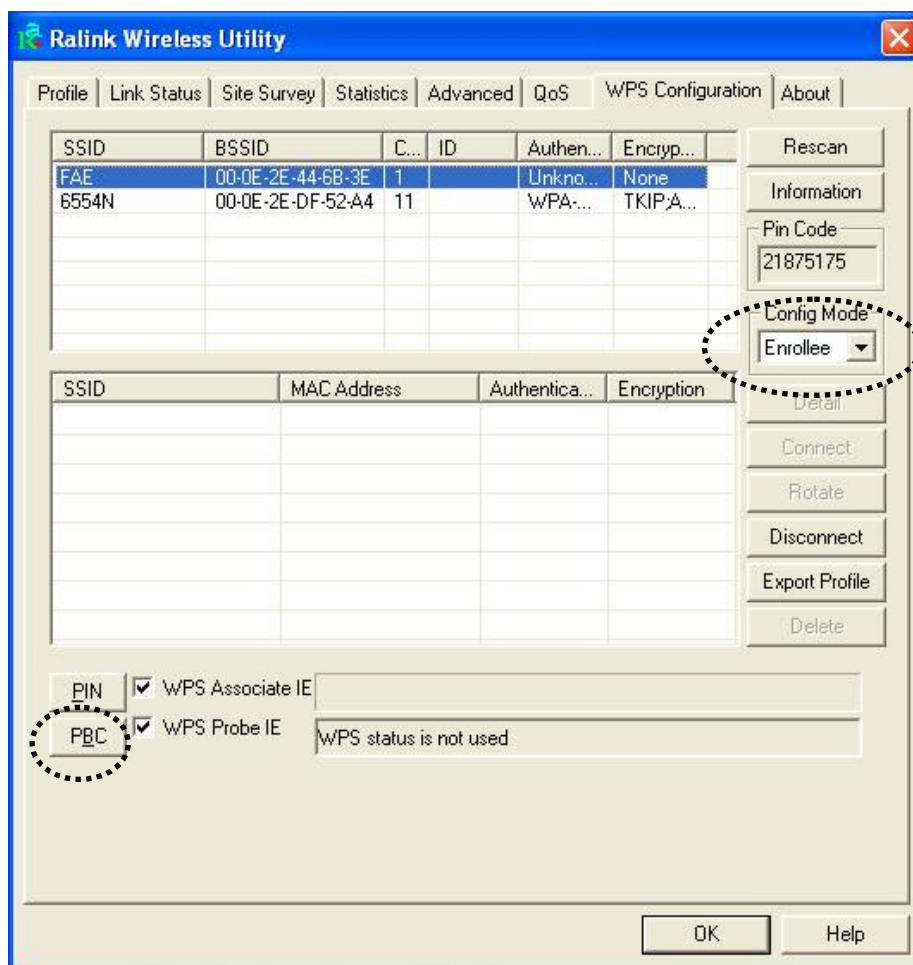 Ralink Wireless Utility
Profile Link Status Site Survey Statistics Advanced QoS WPS Configuration About
SSID BSSID C... ID Authen... Encryp...
FAE 00-0E-2E-44-6B-3E 1 Unkno... None
6554N 00-0E-2E-DF-52-A4 11 WPA-... TKIP;A...
Rescan
Information
Pin Code
21875175
Config Mode
Enrollee
SSID MAC Address Authentica... Encryption
Detail
Connect
Rotate
Disconnect
Export Profile
Delete
PIN WPS Associate IE
PBC WPS Probe IE WPS status is not used
OK Help